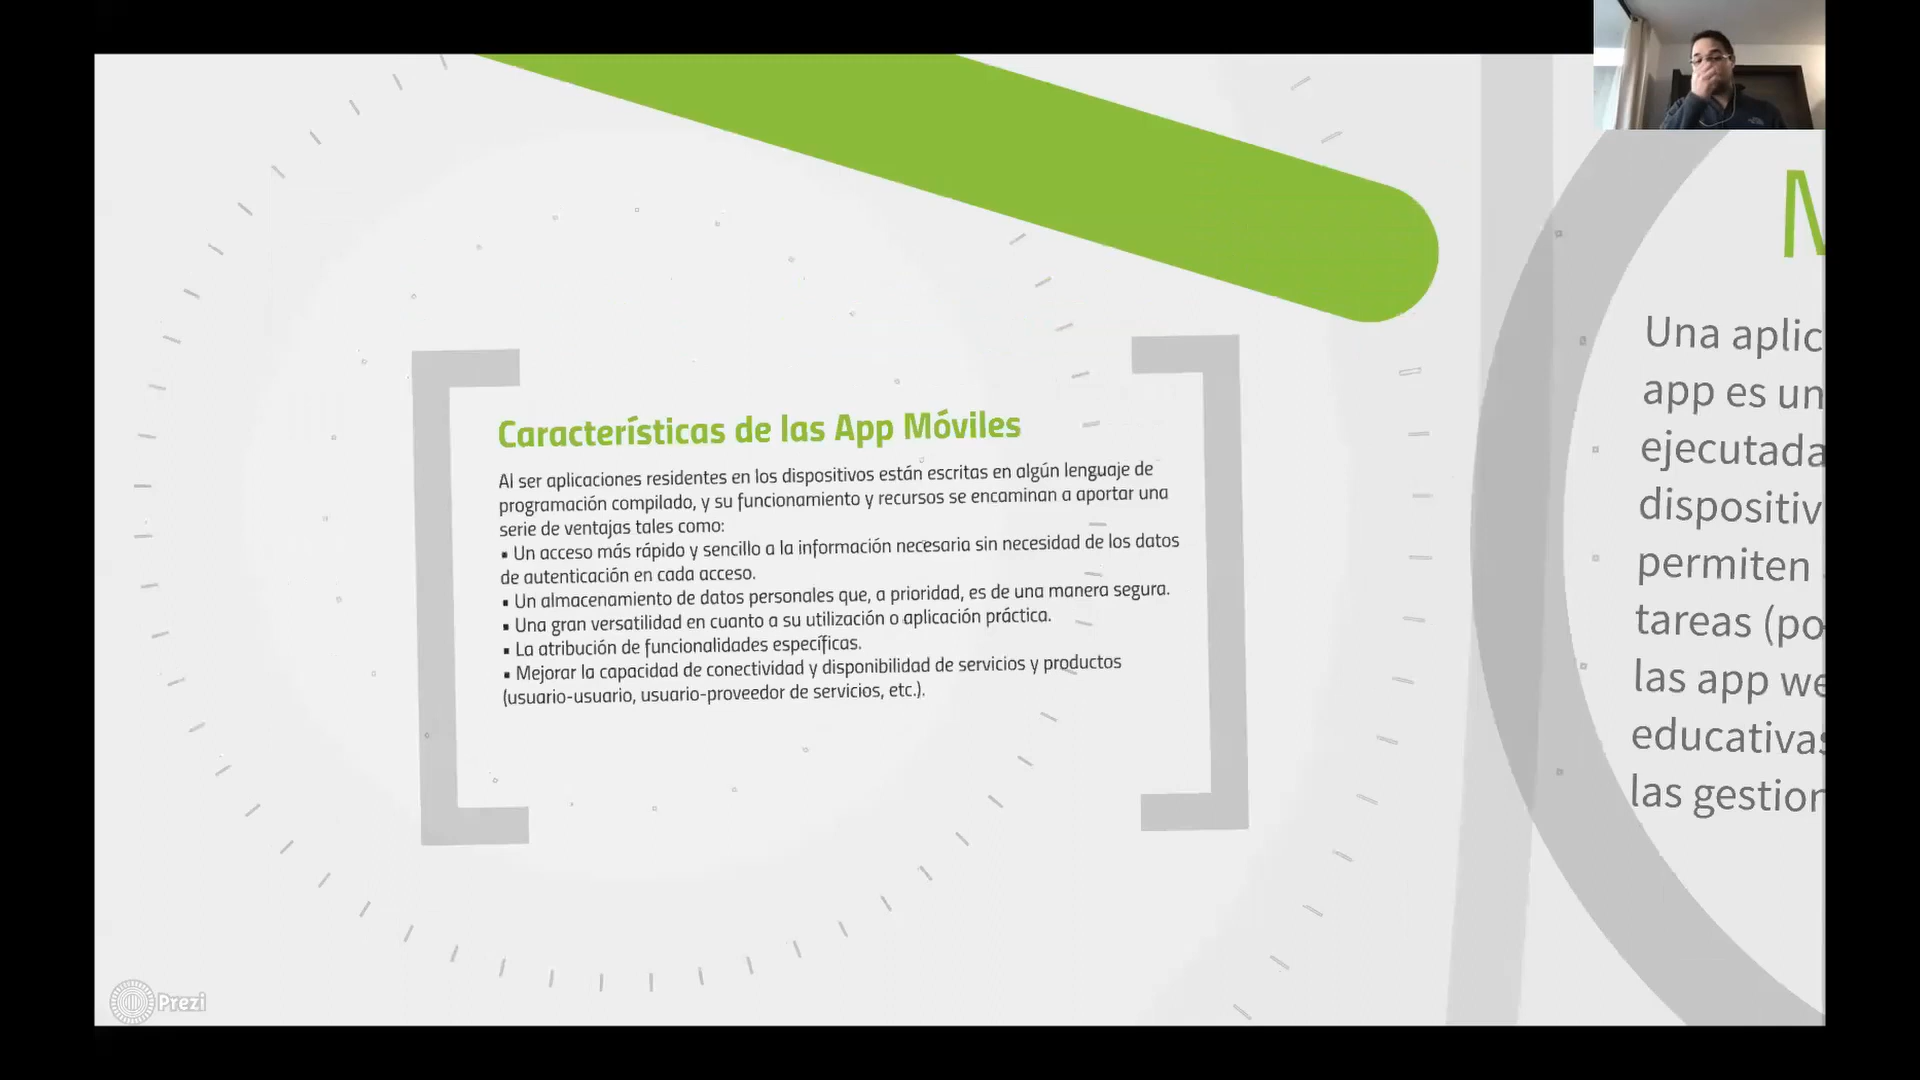 Características de las App Móviles
Al ser aplicaciones residentes en los dispositivos están escritas en algún lenguaje de
programación compilado, y su funcionamiento y recursos se encaminan a aportar una
serie de ventajas tales como:
▪ Un acceso más rápido y sencillo a la información necesaria sin necesidad de los datos
de autenticación en cada acceso.
▪ Un almacenamiento de datos personales que, a prioridad, es de una manera segura.
▪ Una gran versatilidad en cuanto a su utilización o aplicación práctica.
▪ La atribución de funcionalidades específicas.
▪ Mejorar la capacidad de conectividad y disponibilidad de servicios y productos
(usuario-usuario, usuario-proveedor de servicios, etc.).
Una aplic
app es un
ejecutada
dispositiv
permiten
tareas (po
las app we
educativas
las gestion
Prezi